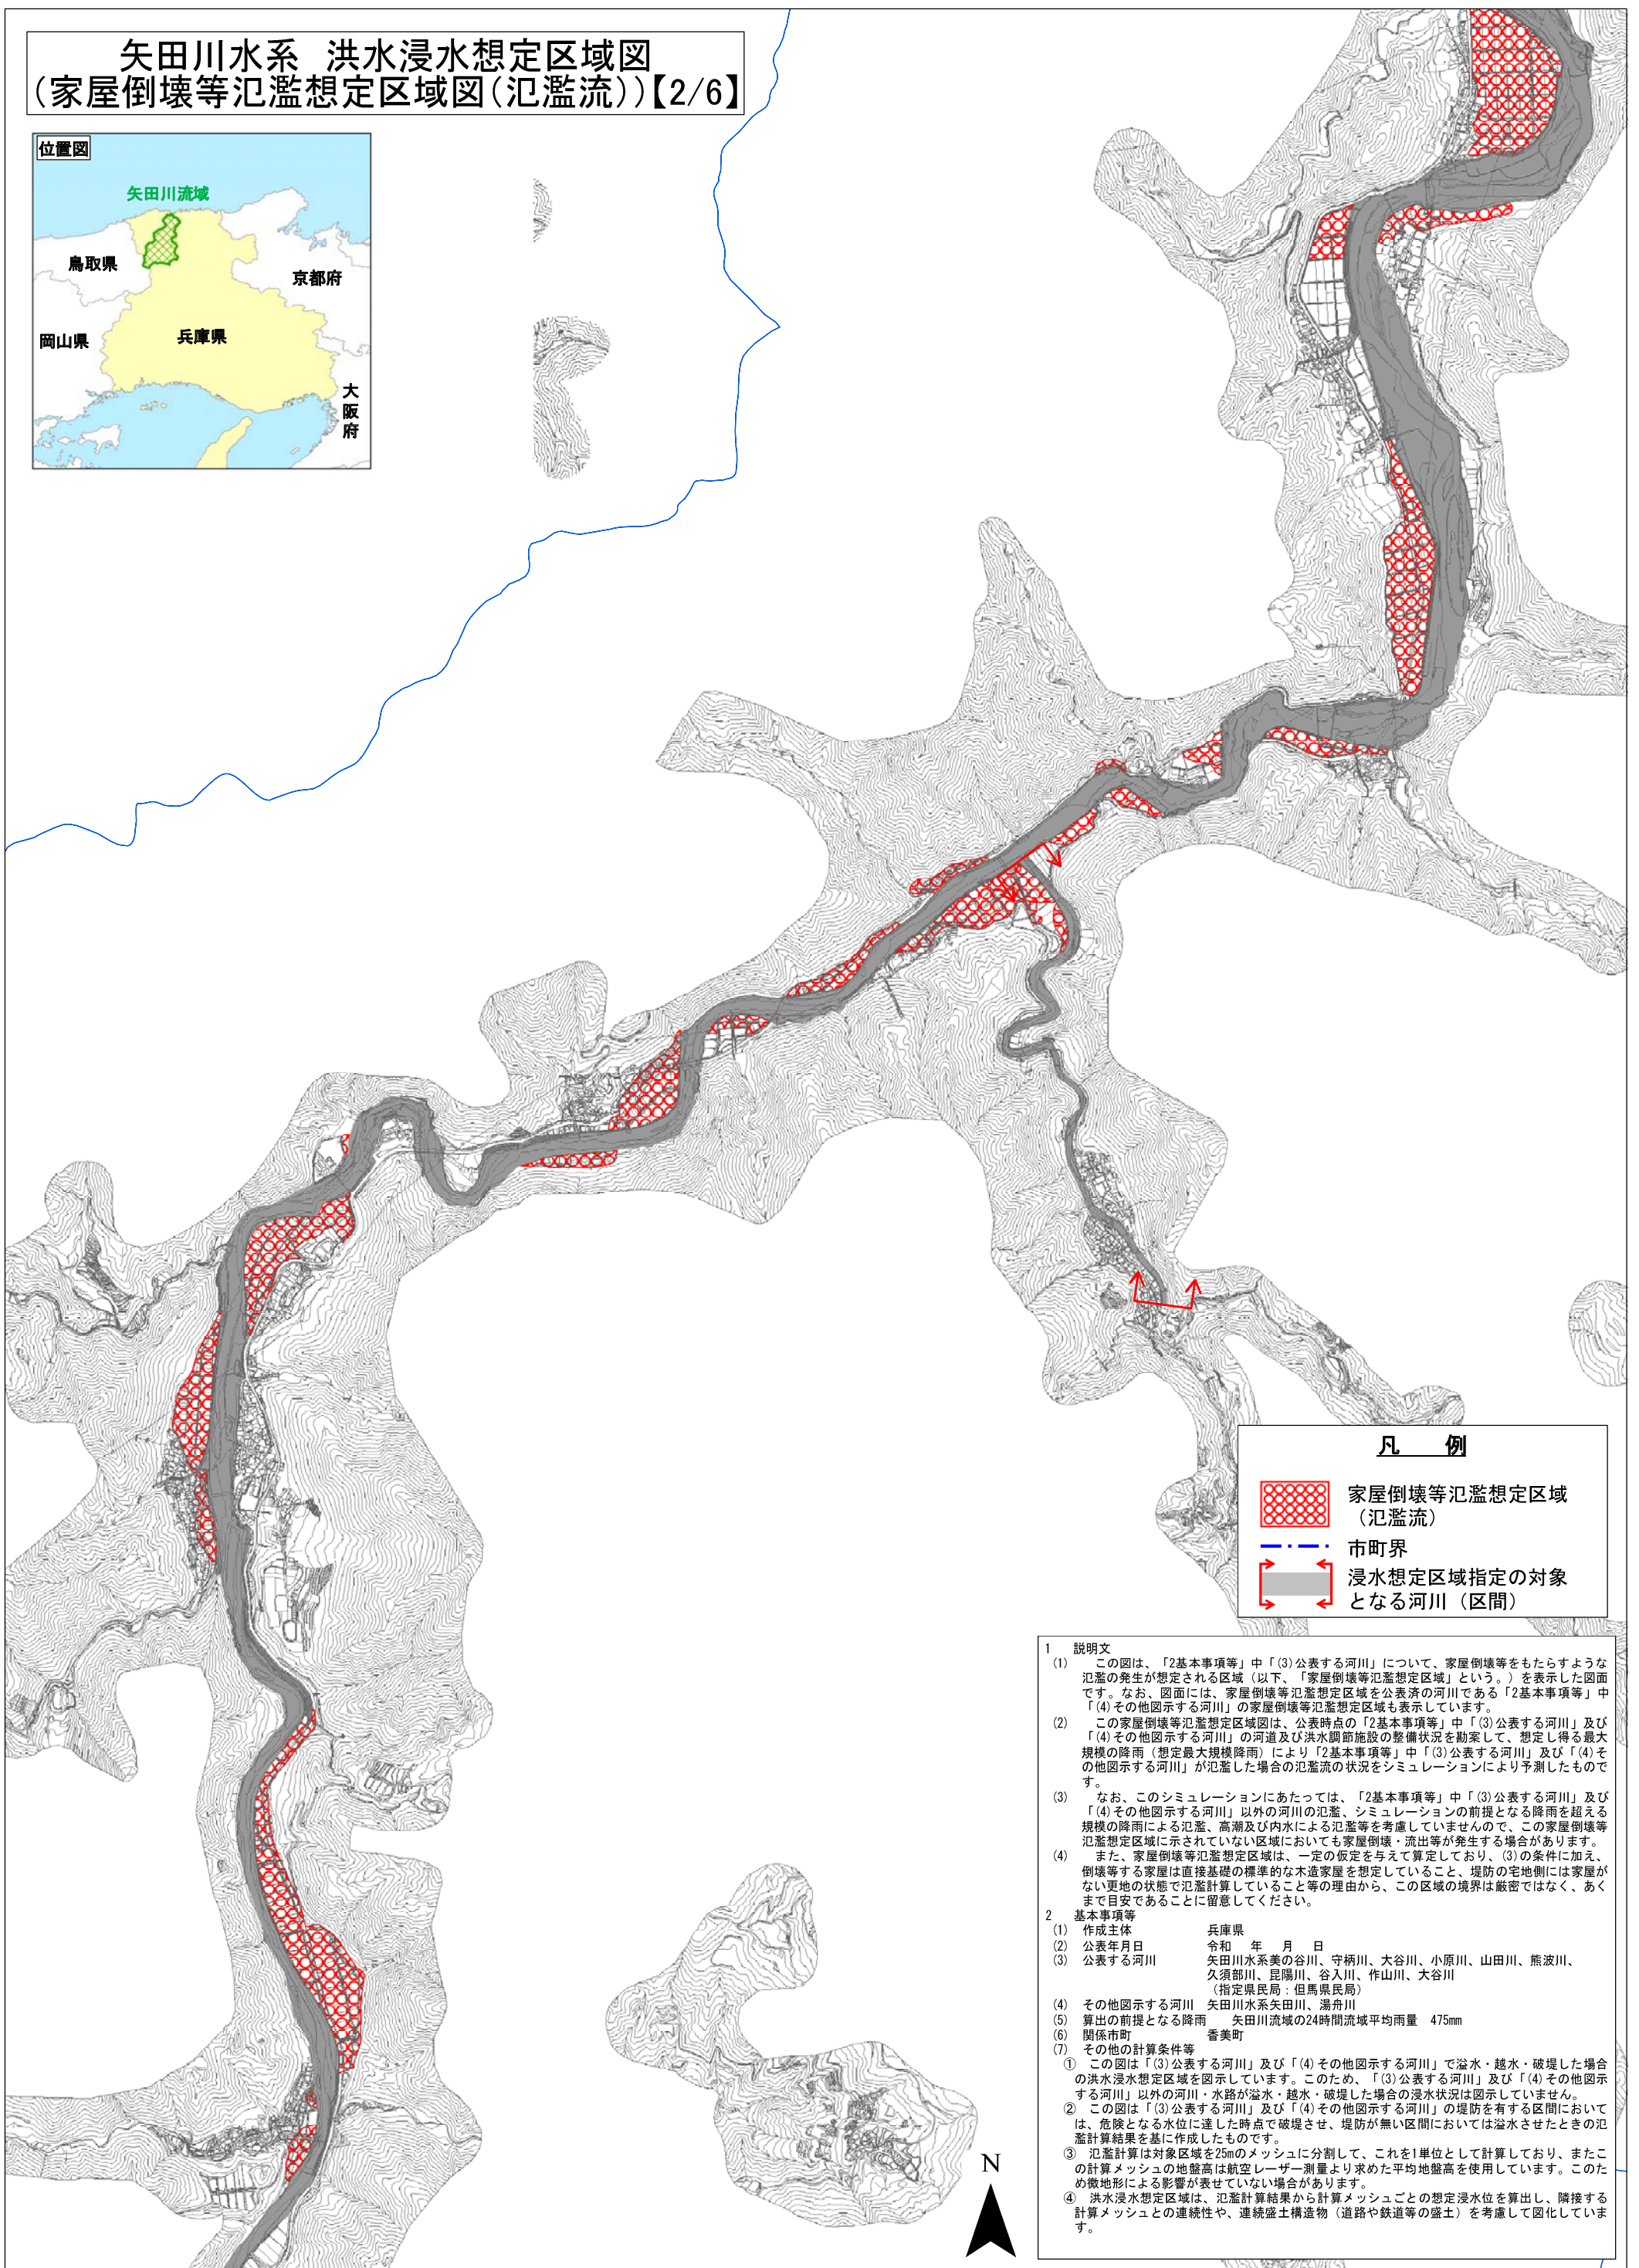 矢田川水系 洪水浸水想定区域図
(家屋倒壊等氾濫想定区域図(氾濫流))【2/6】
位置図
矢田川流域
鳥取県
京都府
岡山県
兵庫県
大
阪
府
凡 例
家屋倒壊等氾濫想定区域
(氾濫流)
市町界
浸水想定区域指定の対象
となる河川(区間)
1 説明文
(1) この図は、「2基本事項等」中「(3)公表する河川」について、家屋倒壊等をもたらすような
氾濫の発生が想定される区域(以下、「家屋倒壊等氾濫想定区域」という。)を表示した図面
です。なお、図面には、家屋倒壊等氾濫想定区域を公表済の河川である「2基本事項等」中
「(4)その他図示する河川」の家屋倒壊等氾濫想定区域も表示しています。
(2) この家屋倒壊等氾濫想定区域図は、公表時点の「2基本事項等」中「(3)公表する河川」及び
「(4)その他図示する河川」の河道及び洪水調節施設の整備状況を勘案して、想定し得る最大
規模の降雨(想定最大規模降雨)により「2基本事項等」中「(3)公表する河川」及び「(4)そ
の他図示する河川」が氾濫した場合の氾濫流の状況をシミュレーションにより予測したもので
す。
(3) なお、このシミュレーションにあたっては、「2基本事項等」中「(3)公表する河川」及び
「(4)その他図示する河川」以外の河川の氾濫、シミュレーションの前提となる降雨を超える
規模の降雨による氾濫、高潮及び内水による氾濫等を考慮していませんので、この家屋倒壊等
氾濫想定区域に示されていない区域においても家屋倒壊・流出等が発生する場合があります。
(4) また、家屋倒壊等氾濫想定区域は、一定の仮定を与えて算定しており、(3)の条件に加え、
倒壊等する家屋は直接基礎の標準的な木造家屋を想定していること、堤防の宅地側には家屋が
ない更地の状態で氾濫計算していること等の理由から、この区域の境界は厳密ではなく、あく
まで目安であることに留意してください。
2 基本事項等
(1) 作成主体 兵庫県
(2) 公表年月日 令和 年 月 日
(3) 公表する河川 矢田川水系美の谷川、守柄川、大谷川、小原川、山田川、熊波川、
久須部川、昆陽川、谷入川、作山川、大谷川
(指定県民局:但馬県民局)
(4) その他図示する河川 矢田川水系矢田川、湯舟川
(5) 算出の前提となる降雨 矢田川流域の24時間流域平均雨量 475mm
(6) 関係市町 香美町
(7) その他の計算条件等
① この図は「(3)公表する河川」及び「(4)その他図示する河川」で溢水・越水・破堤した場合
の洪水浸水想定区域を図示しています。このため、「(3)公表する河川」及び「(4)その他図示
する河川」以外の河川・水路が溢水・越水・破堤した場合の浸水状況は図示していません。
② この図は「(3)公表する河川」及び「(4)その他図示する河川」の堤防を有する区間において
は、危険となる水位に達した時点で破堤させ、堤防が無い区間においては溢水させたときの氾
濫計算結果を基に作成したものです。
③ 氾濫計算は対象区域を25mのメッシュに分割して、これを1単位として計算しており、またこ
の計算メッシュの地盤高は航空レーザー測量より求めた平均地盤高を使用しています。このた
め微地形による影響が表せていない場合があります。
④ 洪水浸水想定区域は、氾濫計算結果から計算メッシュごとの想定浸水位を算出し、隣接する
計算メッシュとの連続性や、連続盛土構造物(道路や鉄道等の盛土)を考慮して図化していま
す。
N